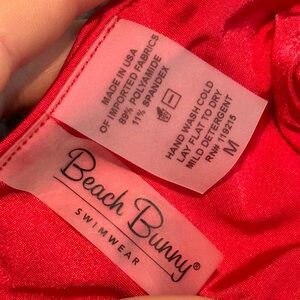 MADE IN USA
OF IMPORTED FABRICS
89% POLYAMIDE
11% SPANDEX
HAND WASH COLD
LAY FLAT TO DRY
MILD DETERGENT
RN# 119215
M
Beach Bunny®
SWIMWEAR